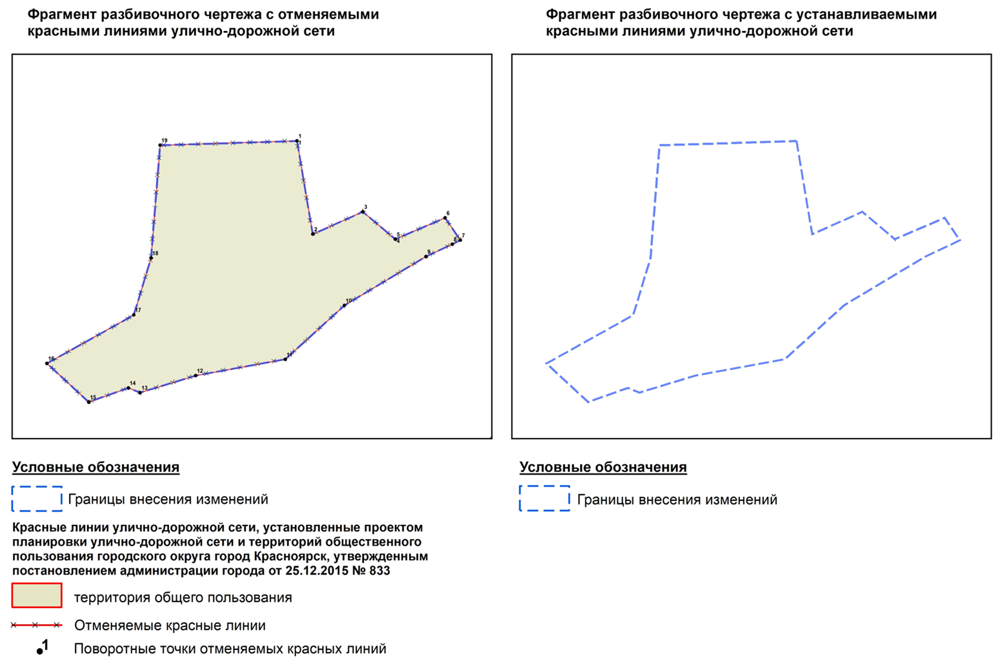 Фрагмент разбивочного чертежа с отменяемыми
красными линиями улично-дорожной сети
Фрагмент разбивочного чертежа с устанавливаемыми
красными линиями улично-дорожной сети
19
1
1
2
3
5
4
6
7
8
9
10
11
12
13
14
15
16
17
18
Условные обозначения
Границы внесения изменений
Красные линии улично-дорожной сети, установленные проектом
планировки улично-дорожной сети и территорий общественного
пользования городского округа город Красноярск, утвержденным
постановлением администрации города от 25.12.2015 № 833
территория общего пользования
Отменяемые красные линии
1
Поворотные точки отменяемых красных линий
Условные обозначения
Границы внесения изменений